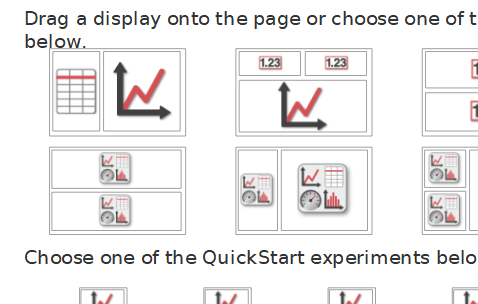 Drag a display onto the page or choose one of t
below.
1.23 1.23
Choose one of the QuickStart experiments belo